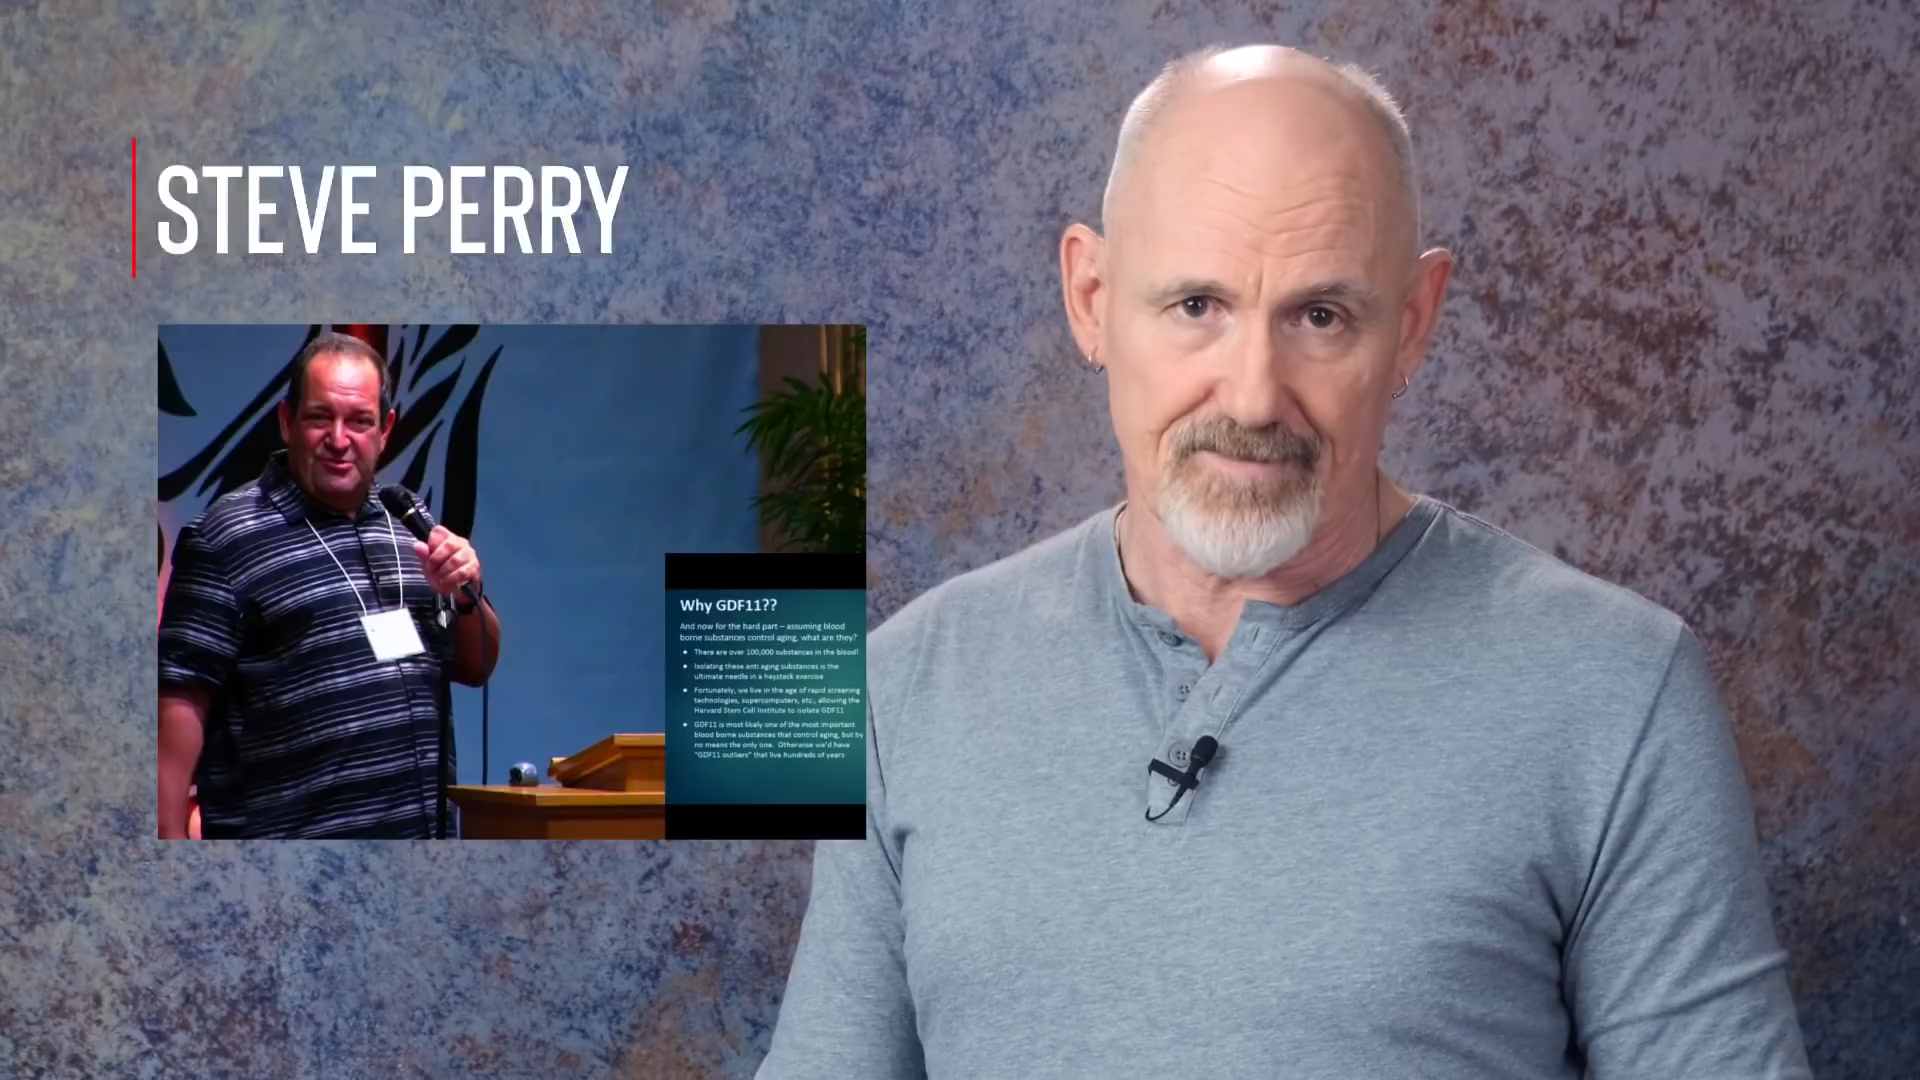 STEVE PERRY
Why GDF11??
And now for the hard part – assuming blood
borne substances control aging, what are they?
• There are over 100,000 substances in the blood!
• Isolating these anti aging substances is the
ultimate needle in a haystack exercise
• Fortunately, we live in the age of rapid screening
technologies, supercomputers, etc., allowing the
Harvard Stem Cell Institute to isolate GDF11
• GDF11 is most likely one of the most important
blood borne substances that control aging, but by
no means the only one. Otherwise we'd have
"GDF11 outliers" that live hundreds of years